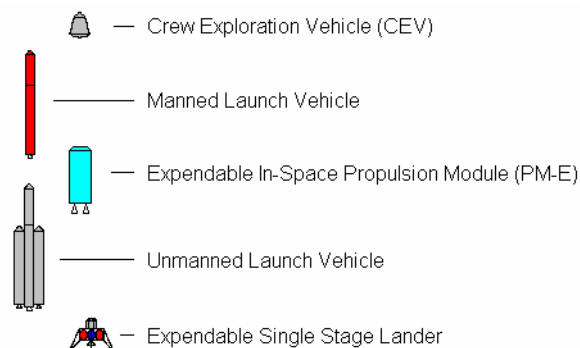 Crew Exploration Vehicle (CEV)
Manned Launch Vehicle
Expendable In-Space Propulsion Module (PM-E)
Unmanned Launch Vehicle
Expendable Single Stage Lander